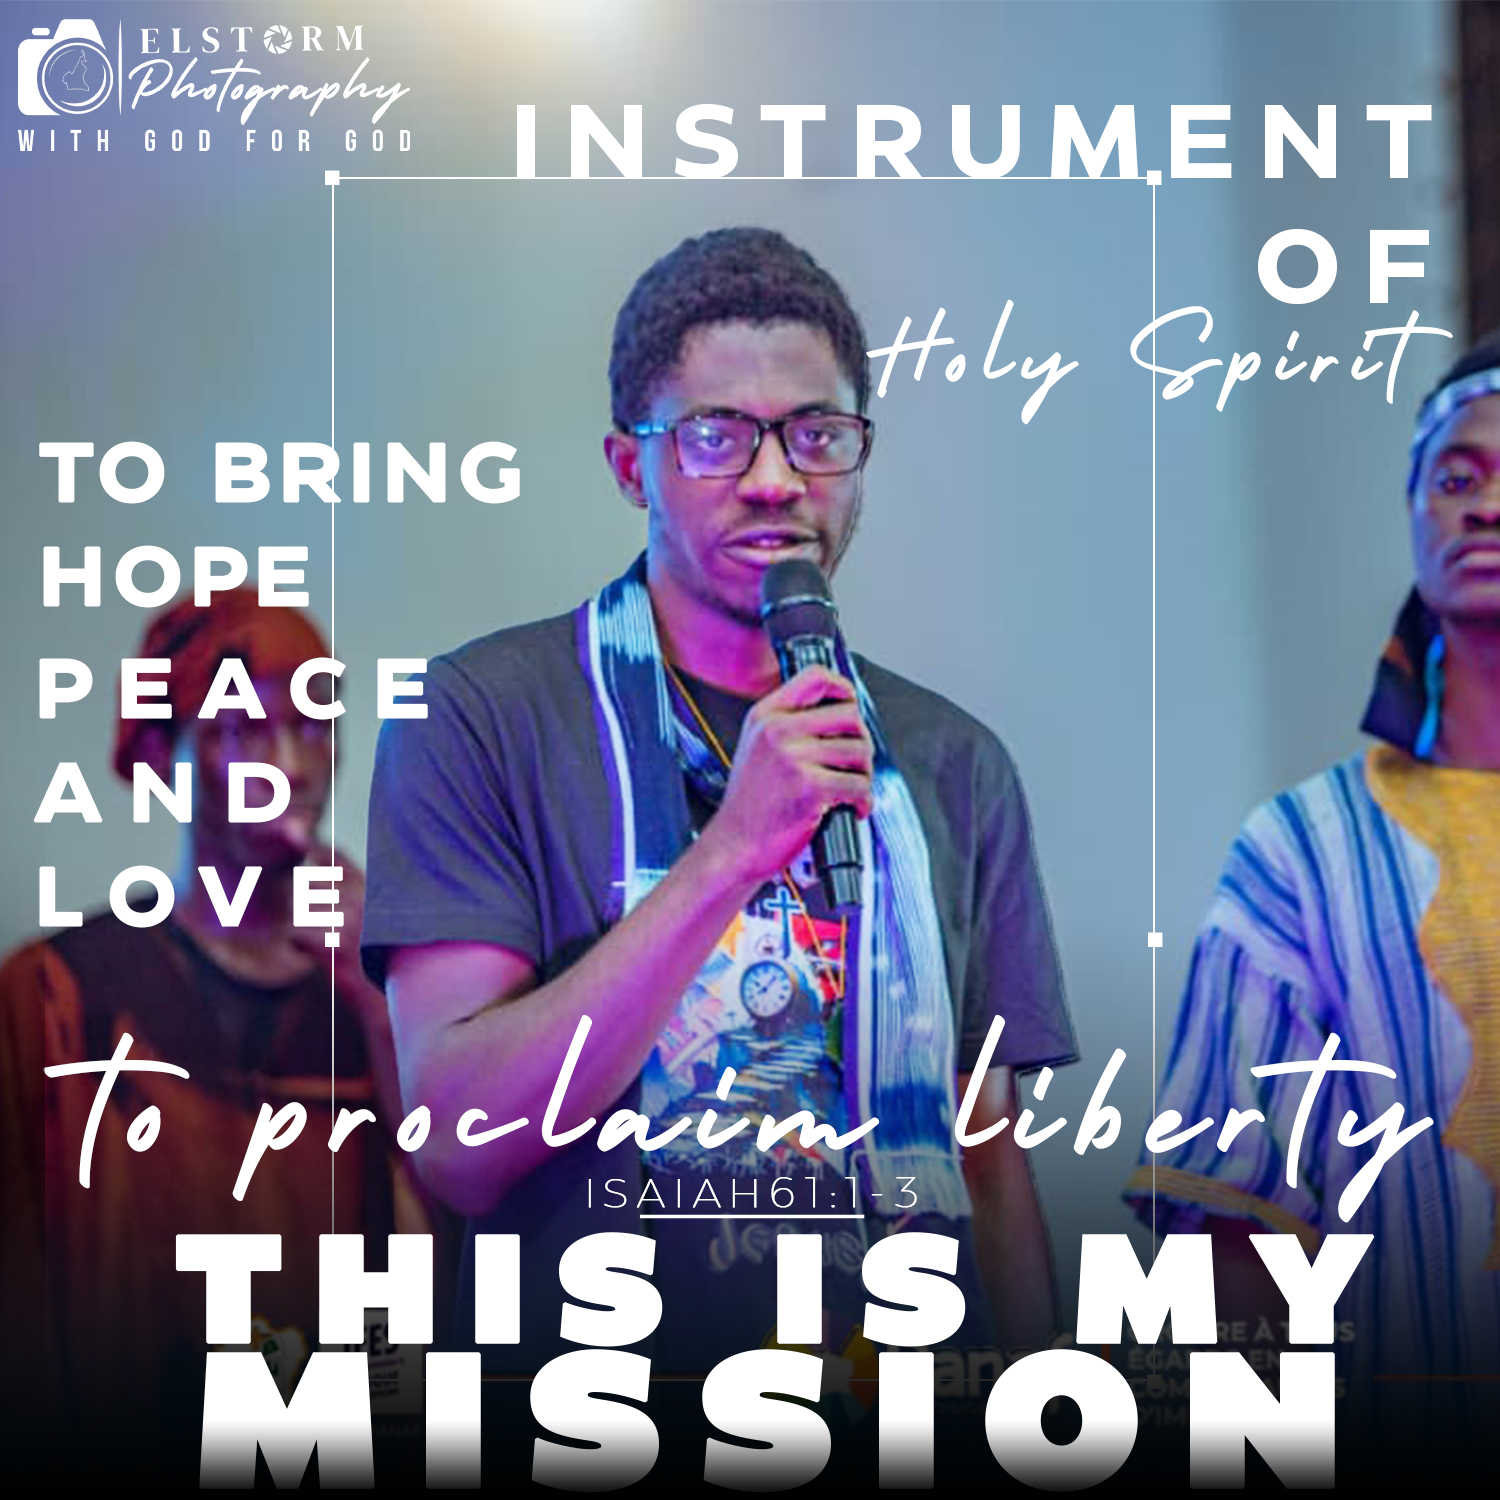 ELSTORM
Photography
WITH GOD FOR GOD
INSTRUMENT
OF
Holy Spirit
TO BRING
HOPE
PEACE
AND
LOVE
to proclaim liberty
ISAIAH61:1-3
Jesus
THIS IS MY
MISSION